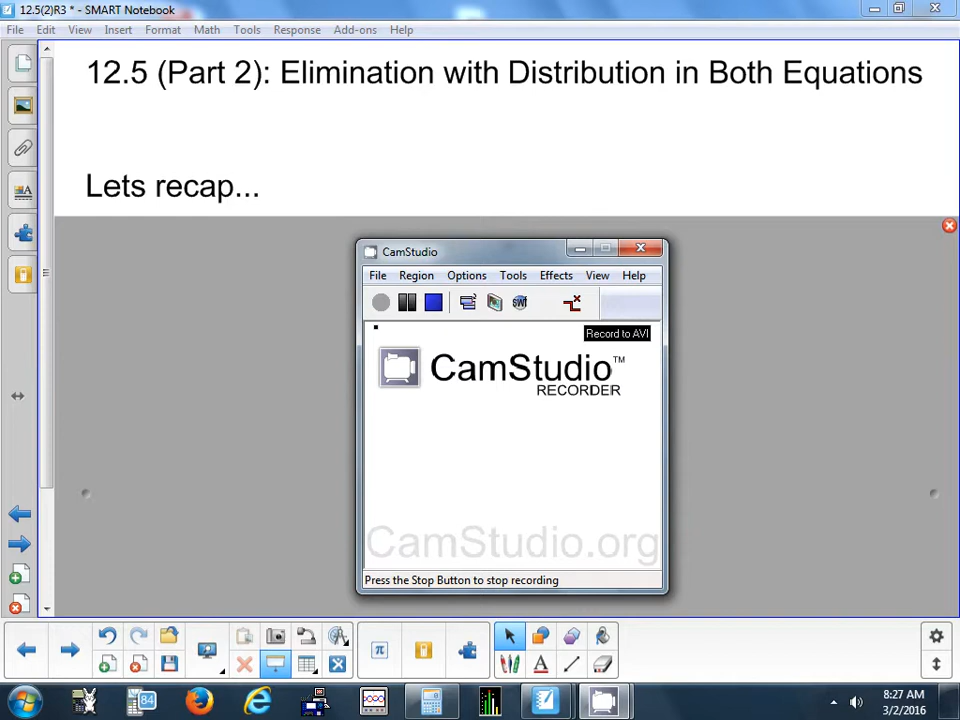 12.5(2)R3 * - SMART Notebook
File Edit View Insert Format Math Tools Response Add-ons Help
12.5 (Part 2): Elimination with Distribution in Both Equations
Lets recap...
CamStudio
File Region Options Tools Effects View Help
SWf
Record to AVI
CamStudio™
RECORDER
CamStudio.org
Press the Stop Button to stop recording
π
A
84
8:27 AM
3/2/2016